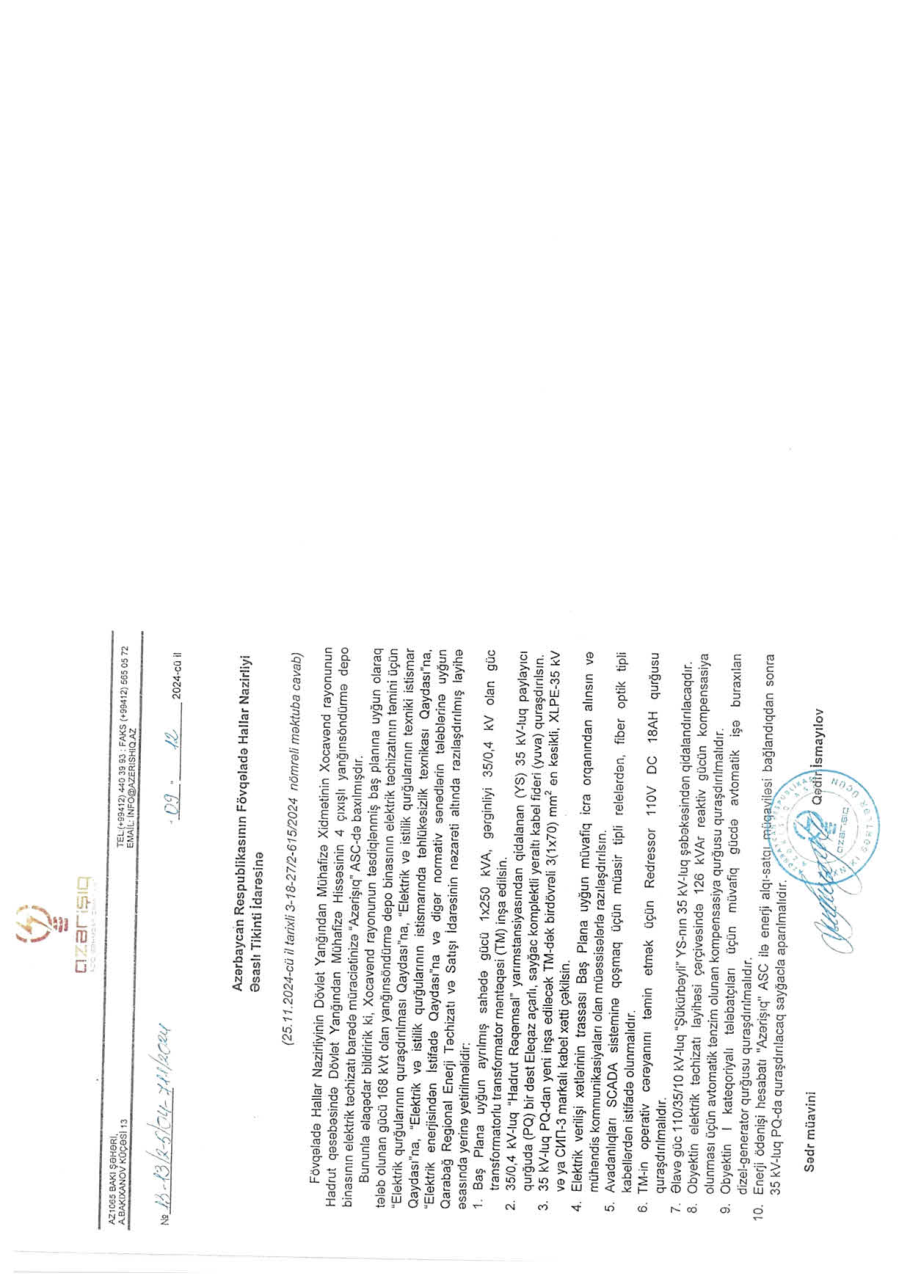 azərişıq
AZ1065 BAKI ŞƏHƏRİ,
A.BAKIXANOV KÜÇƏSİ 13
TEL:(+99412) 440 39 93 ; FAKS (+99412) 565 05 72
EMAIL: INFO@AZERISHIQ.AZ
№
- 09 - 12 2024-cü il
Azərbaycan Respublikasının Fövqəladə Hallar Nazirliyi
Əsaslı Tikinti İdarəsinə
(25.11.2024-cü il tarixli 3-18-27/2-615/2024 nömrəli məktuba cavab)
Fövqəladə Hallar Nazirliyinin Dövlət Yanğından Mühafizə Xidmətinin Xocavənd rayonunun
Hadrut qəsəbəsində Dövlət Yanğından Mühafizə Hissəsinin 4 çıxışlı yanğınsöndürmə depo
binasının elektrik təchizatı barədə müraciətinizə "Azərişıq" ASC-də baxılmışdır.
Bununla əlaqədar bildiririk ki, Xocavənd rayonunun təsdiqlənmiş baş planına uyğun olaraq
tələb olunan gücü 168 kVt olan yanğınsöndürmə depo binasının elektrik təchizatının təmini üçün
"Elektrik qurğularının quraşdırılması Qaydası"na, "Elektrik və istilik qurğularının texniki istismar
Qaydası"na, "Elektrik və istilik qurğularının istismarında təhlükəsizlik texnikası Qaydası"na,
"Elektrik enerjisindən İstifadə Qaydası"na və digər normativ sənədlərin tələblərinə uyğun
Qarabağ Regional Enerji Təchizatı və Satışı İdarəsinin nəzarəti altında razılaşdırılmış layihə
əsasında yerinə yetirilməlidir:
1. Baş Plana uyğun ayrılmış sahədə gücü 1x250 kVA, gərginliyi 35/0,4 kV olan güc
transformatorlu transformator məntəqəsi (TM) inşa edilsin.
2. 35/0,4 kV-luq "Hadrut Rəqəmsal" yarımstansiyasından qidalanan (YS) 35 kV-luq paylayıcı
qurğuda (PQ) bir dəst Eleqaz açarlı, sayğac komplektli yeraltı kabel fideri (yuva) quraşdırılsın.
3. 35 kV-luq PQ-dan yeni inşa ediləcək TM-dək birdövrəli 3(1x70) mm² en kəsikli, XLPE-35 kV
və ya СИП-3 markalı kabel xətti çəkilsin.
4. Elektrik verilişi xətlərinin trassası Baş Plana uyğun müvafiq icra orqanından alınsın və
mühəndis kommunikasiyaları olan müəssisələrlə razılaşdırılsın.
5. Avadanlıqları SCADA sisteminə qoşmaq üçün müasir tipli relelerdən, fiber optik tipli
kabellərdən istifadə olunmalıdır.
6. TM-in operativ cərəyanını təmin etmək üçün Redressor 110V DC 18AH qurğusu
quraşdırılmalıdır.
7. Əlavə güc 110/35/10 kV-luq "Şükürbəyli" YS-nın 35 kV-luq şəbəkəsindən qidalandırılacaqdır.
8. Obyektin elektrik təchizatı layihəsi çərçivəsində 126 kVAr reaktiv gücün kompensasiya
olunması üçün avtomatik tənzim olunan kompensasiya qurğusu quraşdırılmalıdır.
9. Obyektin I kateqoriyalı tələbatçıları üçün müvafiq gücdə avtomatik işə buraxılan
dizel-generator qurğusu quraşdırılmalıdır.
10. Enerji ödənişi hesabatı "Azərişıq" ASC ilə enerji alqı-satqı müqaviləsi bağlandıqdan sonra
35 kV-luq PQ-da quraşdırılacaq sayğacla aparılmalıdır.
Sədr müavini Qədir İsmayılov